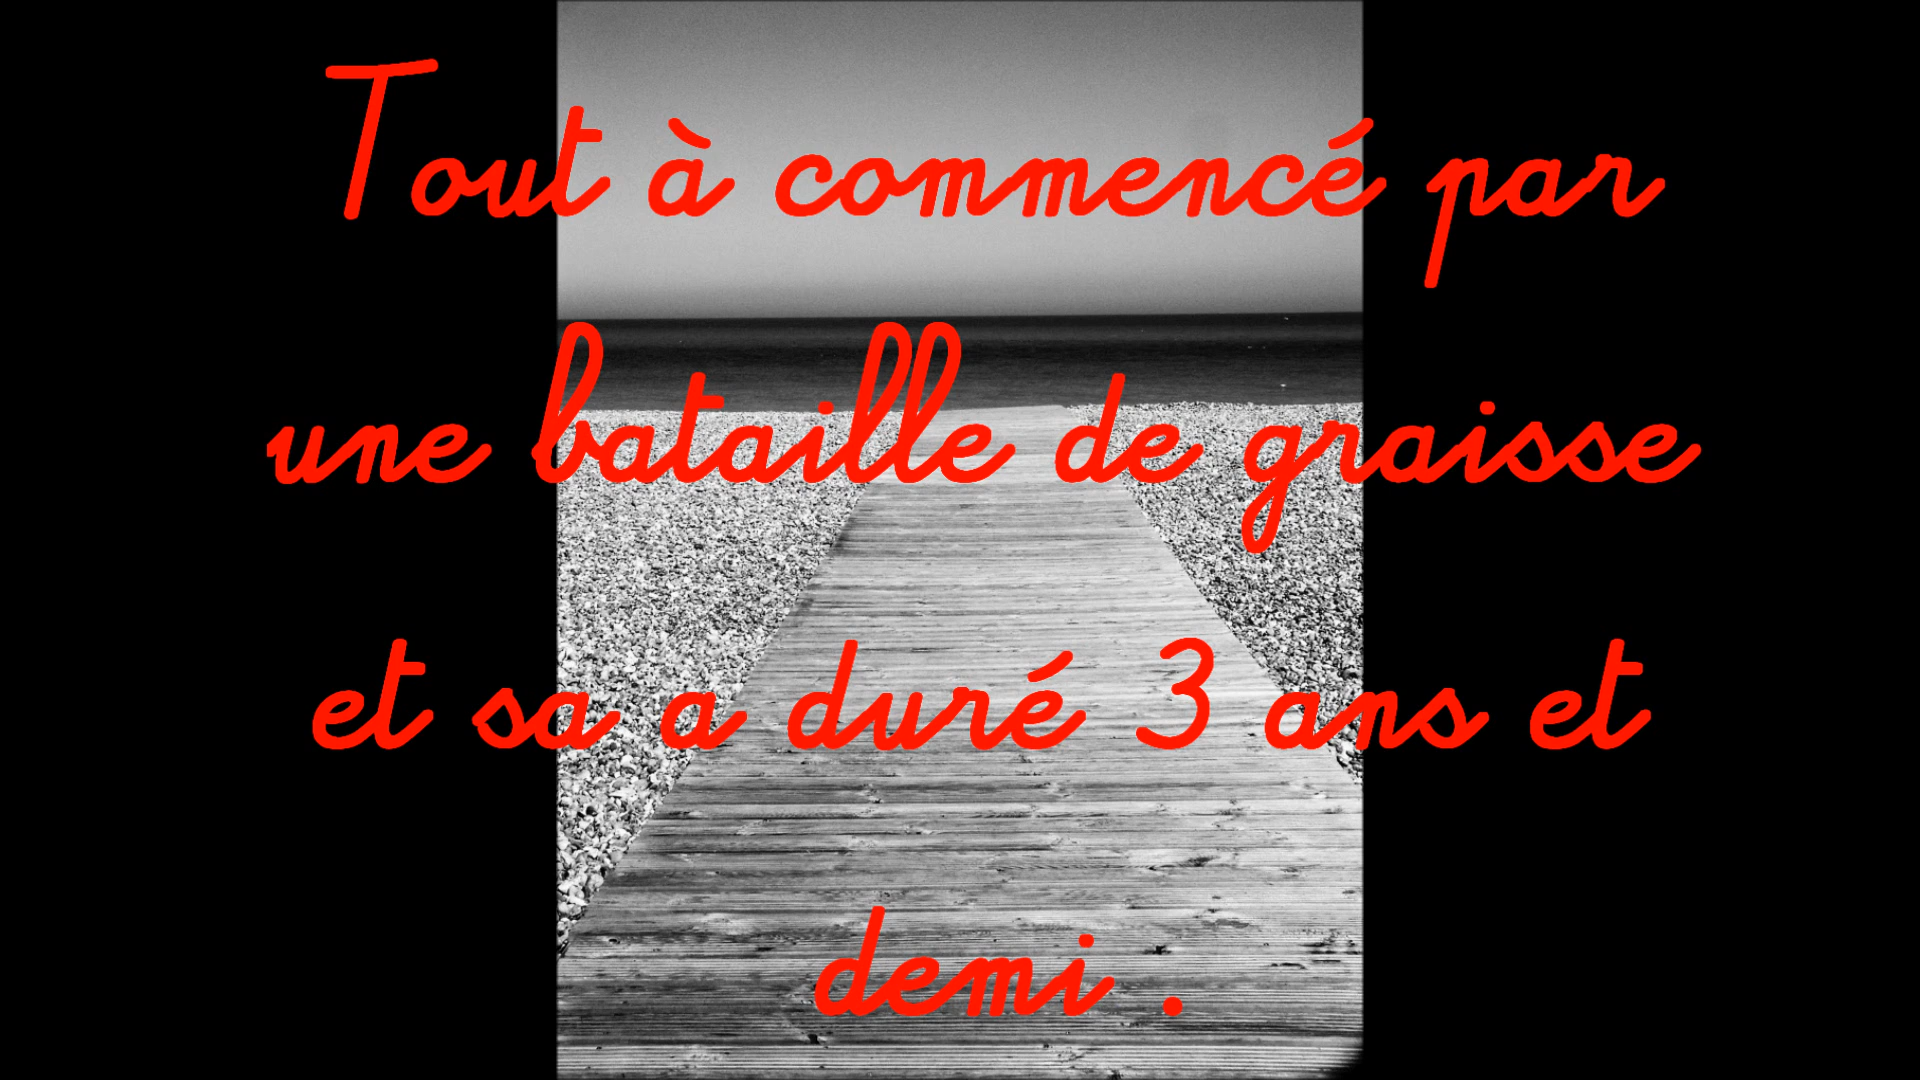 Tout à commencé par
une bataille de graisse
et sa a duré 3 ans et
demi .